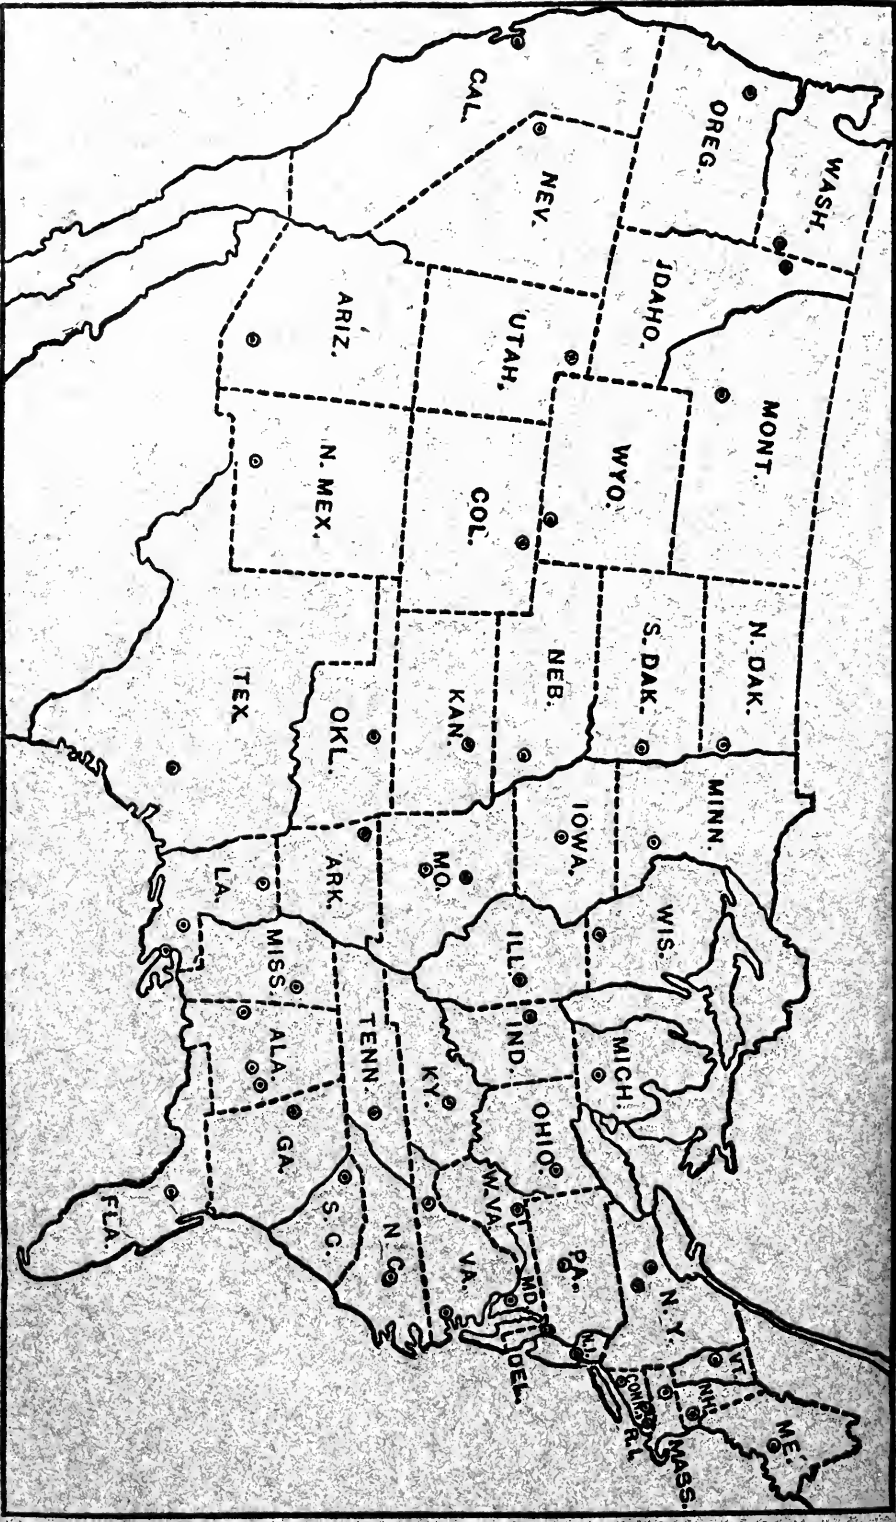 WASH.
OREG.
CAL.
NEV.
IDAHO.
MONT.
WYO.
UTAH,
COL.
ARIZ.
N. MEX.
N. DAK.
S. DAK.
NEB.
KAN.
OKL.
TEX
MINN.
IOWA.
MO.
ARK.
LA.
WIS.
ILL.
MICH.
IND.
OHIO.
KY.
TENN.
MISS.
ALA.
GA.
FLA.
S. C.
N. C.
VA.
W. VA.
MD.
DEL.
PA.
N.J.
N. Y.
CONN.
R.I.
MASS.
VT.
N.H.
ME.